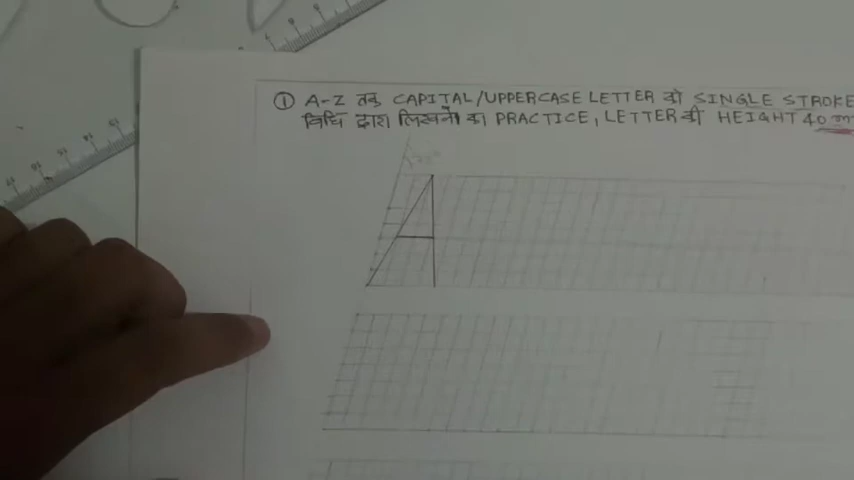 ① A-Z तक CAPITAL/UPPERCASE LETTER को SINGLE STROKE
विधि द्वारा लिखने का PRACTICE, LETTER की HEIGHT 40 m
A